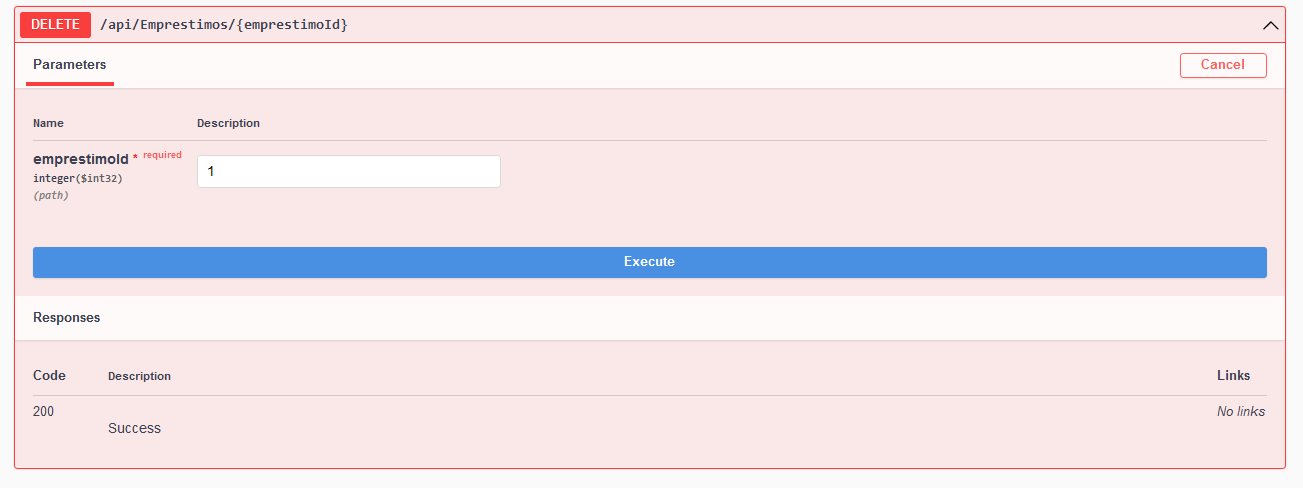 DELETE /api/Emprestimos/{emprestimoId}
Parameters
Cancel
Name Description
emprestimoId * required
integer($int32)
(path)
1
Execute
Responses
Code Description Links
200 No links
Success